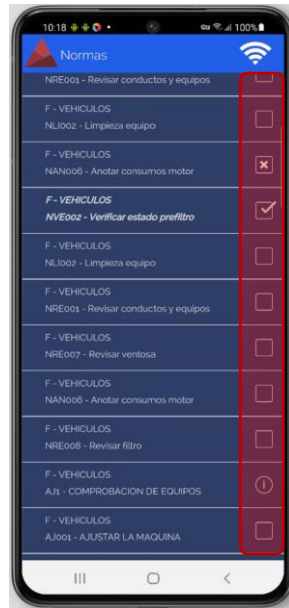 10:18
100%
Normas
NRE001 - Revisar conductos y equipos
F - VEHICULOS
NLI002 - Limpieza equipo
F - VEHICULOS
NAN006 - Anotar consumos motor
F - VEHICULOS
NVE002 - Verificar estado prefiltro
F - VEHICULOS
NLI002 - Limpieza equipo
F - VEHICULOS
NRE001 - Revisar conductos y equipos
F - VEHICULOS
NRE007 - Revisar ventosa
F - VEHICULOS
NAN006 - Anotar consumos motor
F - VEHICULOS
NRE008 - Revisar filtro
F - VEHICULOS
AJ1 - COMPROBACION DE EQUIPOS
F - VEHICULOS
AJ001 - AJUSTAR LA MAQUINA